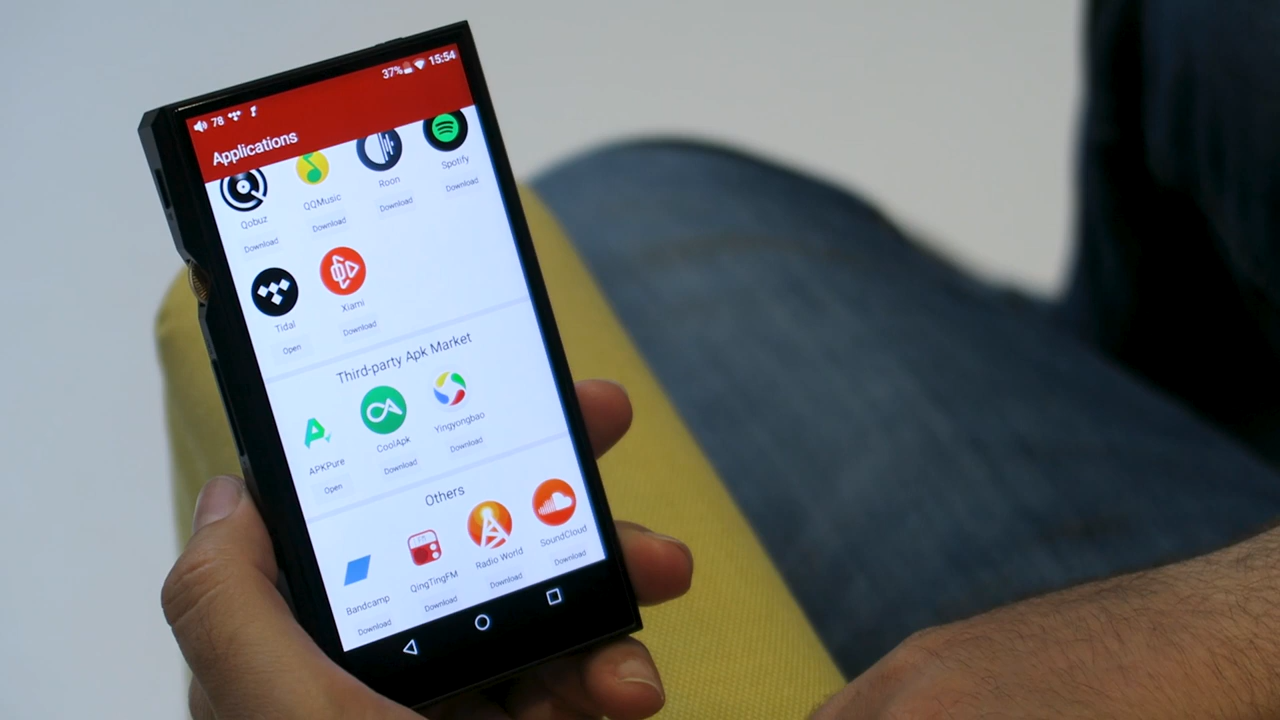 78
37%
15:54
Applications
Qobuz
QQMusic
Roon
Spotify
Download
Download
Download
Download
Tidal
Xiami
Open
Download
Third-party Apk Market
APKPure
CoolApk
Yingyongbao
Open
Download
Download
Others
Bandcamp
QingTingFM
Radio World
SoundCloud
Download
Download
Download
Download